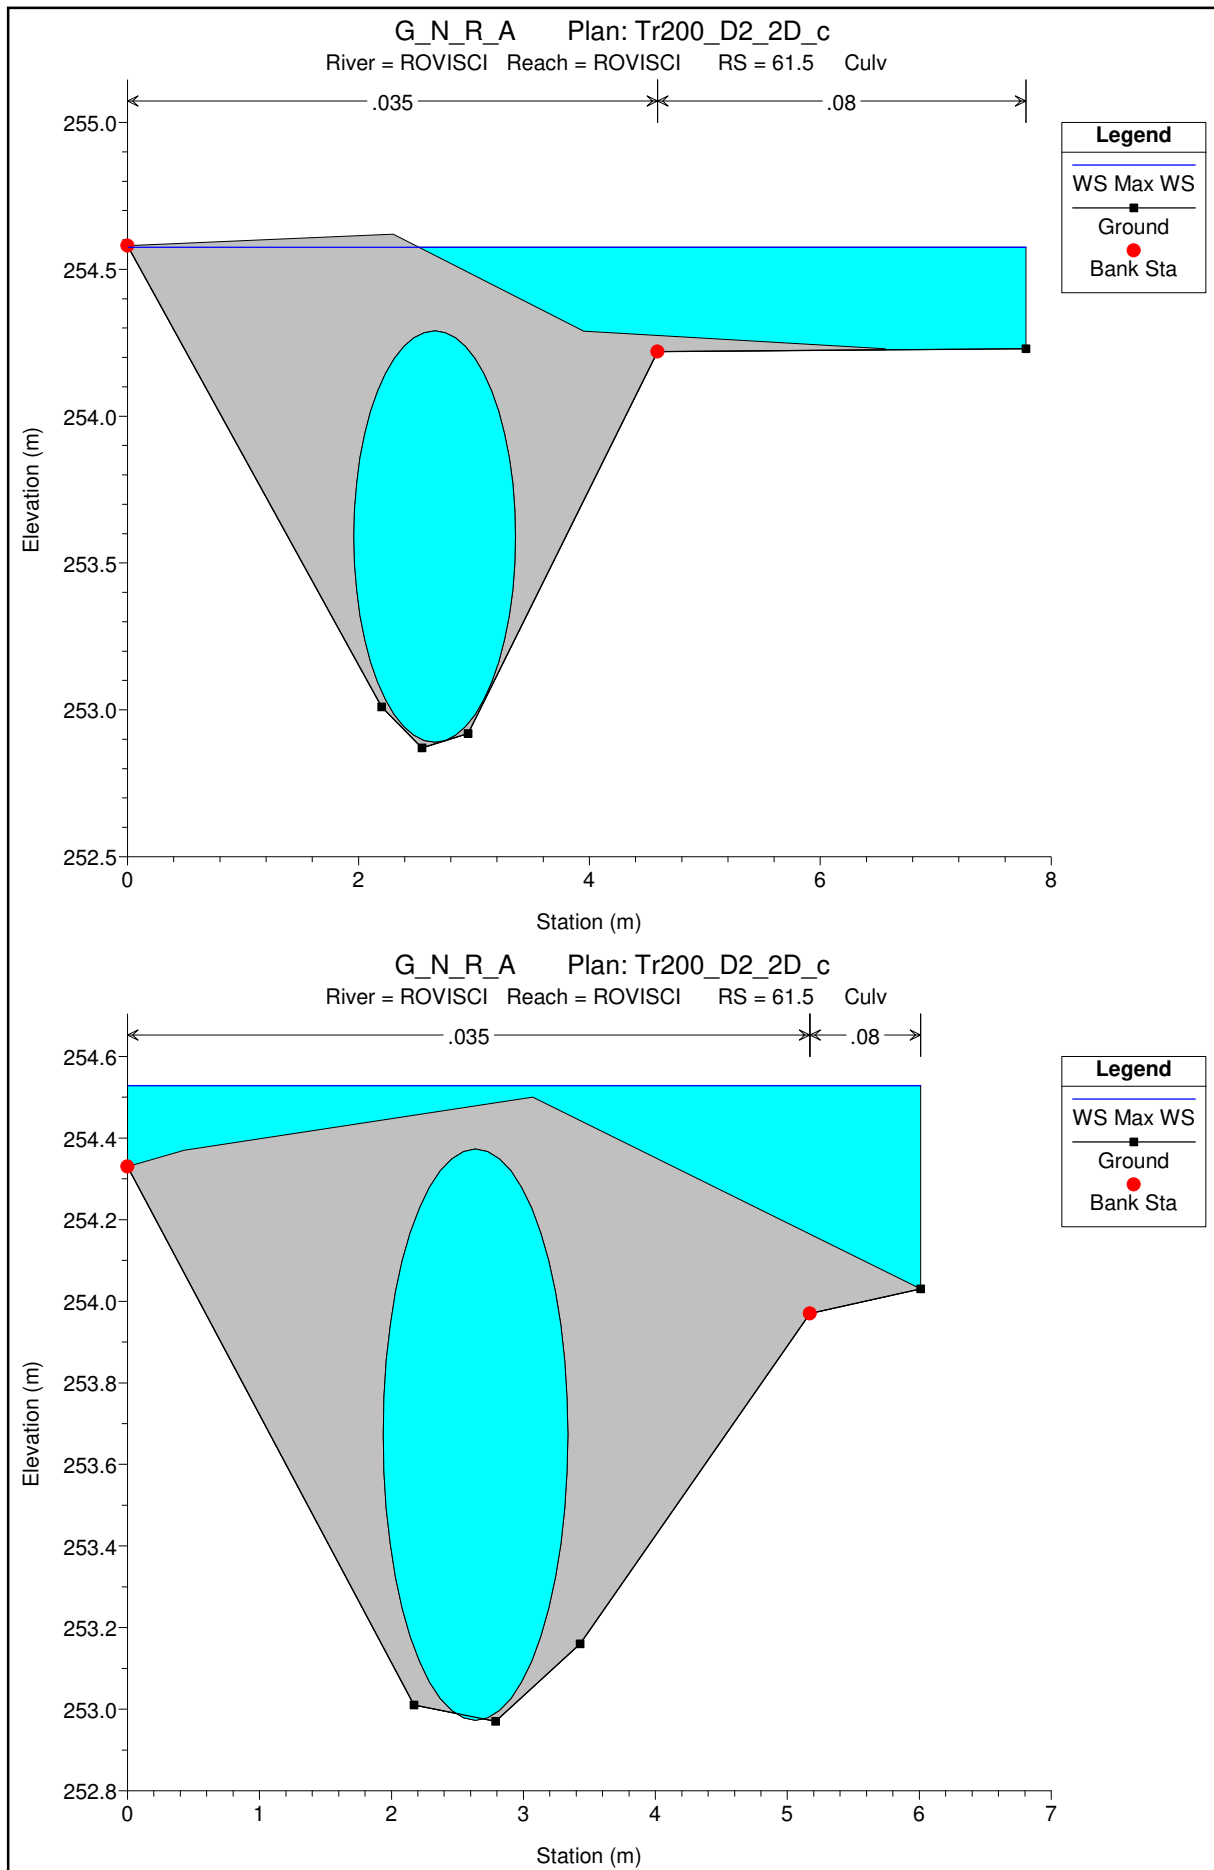 G_N_R_A Plan: Tr200_D2_2D_c
River = ROVISCI Reach = ROVISCI RS = 61.5 Culv
.035 .08
255.0
254.5
254.0
253.5
253.0
252.5
Elevation (m)
0 2 4 6 8
Station (m)
Legend
WS Max WS
Ground
Bank Sta
G_N_R_A Plan: Tr200_D2_2D_c
River = ROVISCI Reach = ROVISCI RS = 61.5 Culv
.035 .08
254.6
254.4
254.2
254.0
253.8
253.6
253.4
253.2
253.0
252.8
Elevation (m)
0 1 2 3 4 5 6 7
Station (m)
Legend
WS Max WS
Ground
Bank Sta